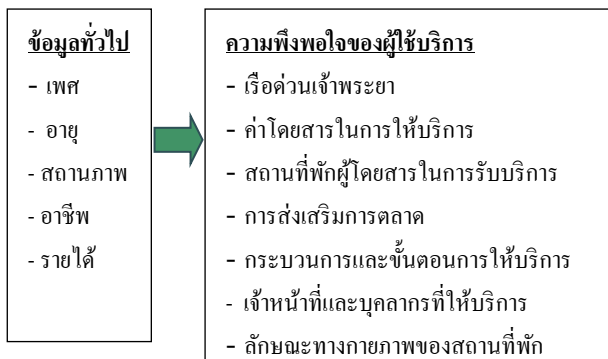 ข้อมูลทั่วไป
- เพศ
- อายุ
- สถานภาพ
- อาชีพ
- รายได้
ความพึงพอใจของผู้ใช้บริการ
- เรือด่วนเจ้าพระยา
- ค่าโดยสารในการให้บริการ
- สถานที่พักผู้โดยสารในการรับบริการ
- การส่งเสริมการตลาด
- กระบวนการและขั้นตอนการให้บริการ
- เจ้าหน้าที่และบุคลากรที่ให้บริการ
- ลักษณะทางกายภาพของสถานที่พัก